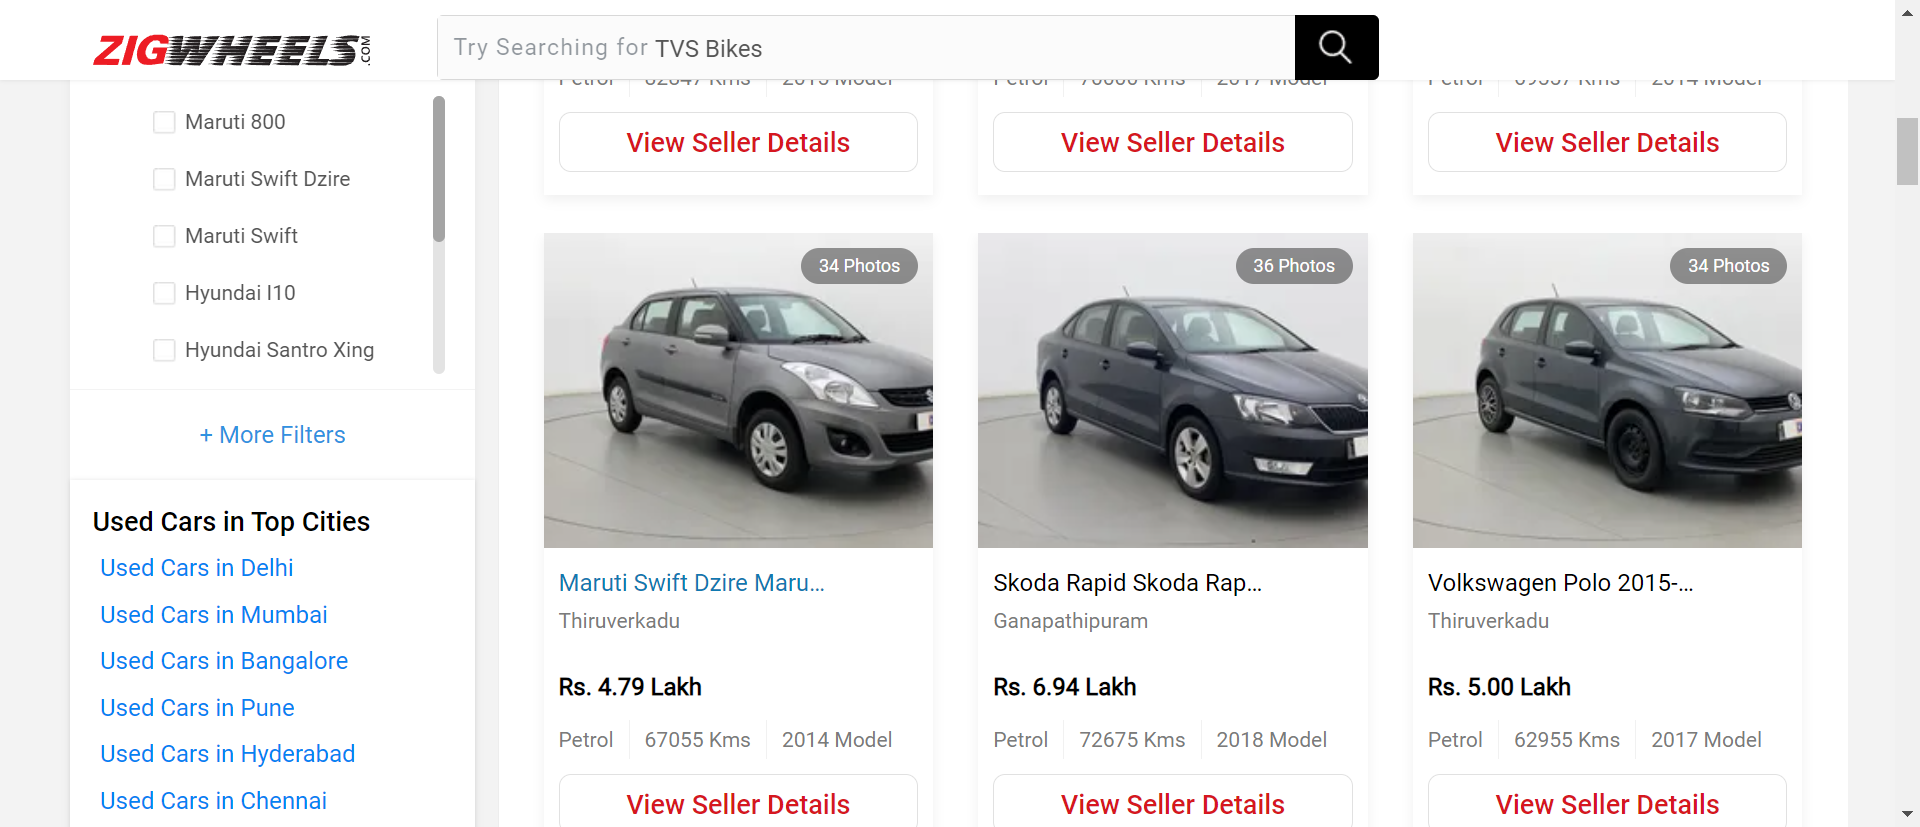 ZIGWHEELS.COM
Try Searching for TVS Bikes
Maruti 800
Maruti Swift Dzire
Maruti Swift
Hyundai I10
Hyundai Santro Xing
+ More Filters
Used Cars in Top Cities
Used Cars in Delhi
Used Cars in Mumbai
Used Cars in Bangalore
Used Cars in Pune
Used Cars in Hyderabad
Used Cars in Chennai
Petrol
2017 Model
Petrol
2014 Model
View Seller Details
View Seller Details
View Seller Details
34 Photos
36 Photos
34 Photos
Maruti Swift Dzire Maru...
Thiruverkadu
Rs. 4.79 Lakh
Petrol 67055 Kms 2014 Model
View Seller Details
Skoda Rapid Skoda Rap...
Ganapathipuram
Rs. 6.94 Lakh
Petrol 72675 Kms 2018 Model
View Seller Details
Volkswagen Polo 2015-...
Thiruverkadu
Rs. 5.00 Lakh
Petrol 62955 Kms 2017 Model
View Seller Details